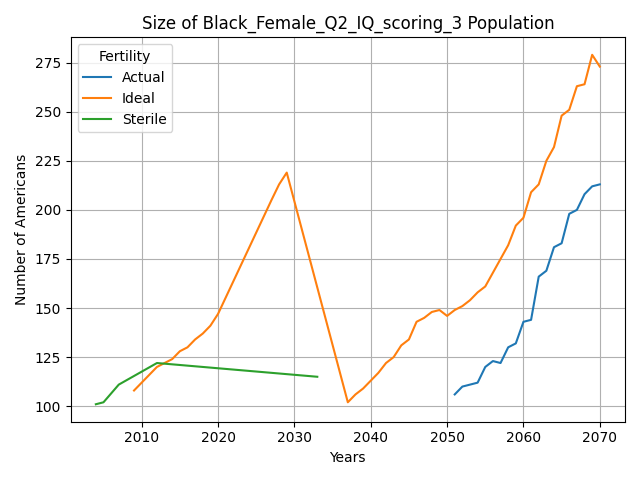 Size of Black_Female_Q2_IQ_scoring_3 Population
Fertility
Actual
Ideal
Sterile
Number of Americans
275
250
225
200
175
150
125
100
2010 2020 2030 2040 2050 2060 2070
Years